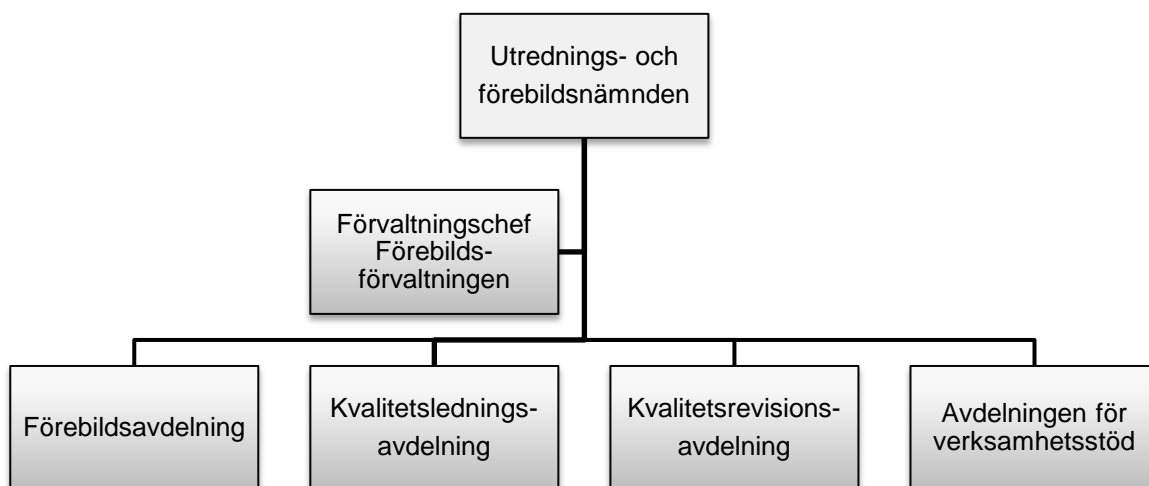 Utrednings- och
förebildsnämnden
Förvaltningschef
Förebilds-
förvaltningen
Förebildsavdelning
Kvalitetslednings-
avdelning
Kvalitetsrevisions-
avdelning
Avdelningen för
verksamhetsstöd